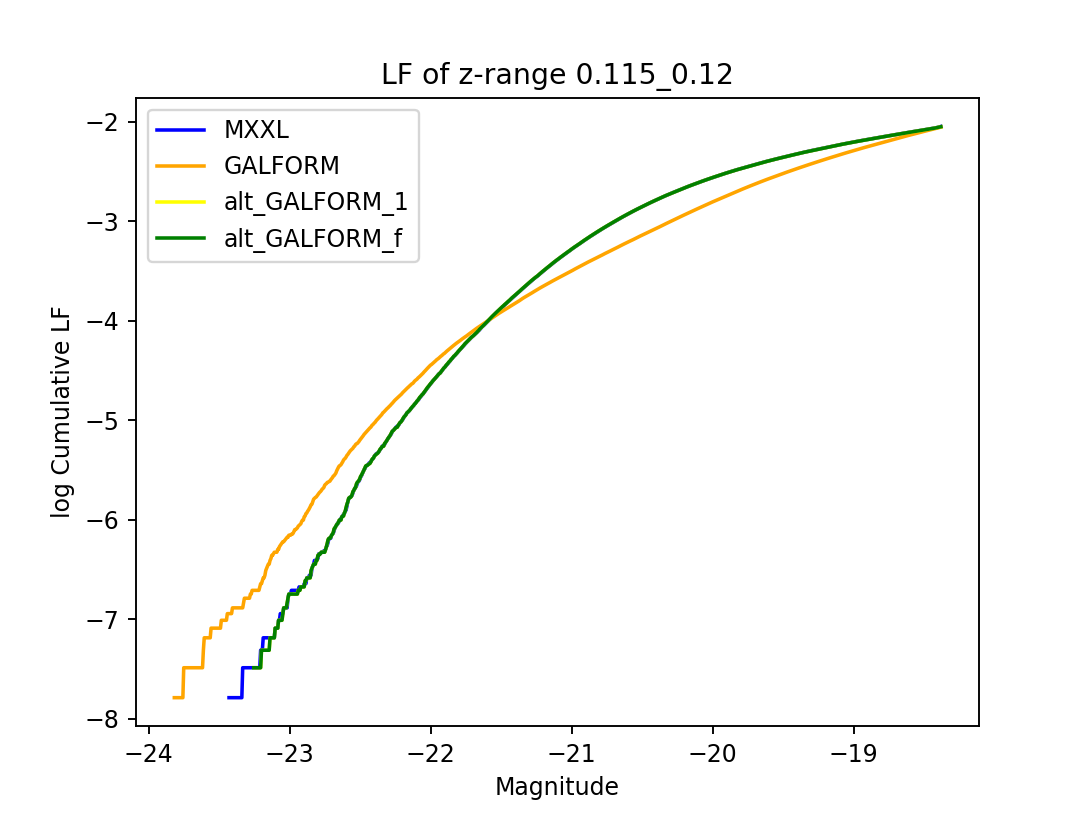 LF of z-range 0.115_0.12
MXXL
GALFORM
alt_GALFORM_1
alt_GALFORM_f
log Cumulative LF
−2
−3
−4
−5
−6
−7
−8
−24 −23 −22 −21 −20 −19
Magnitude